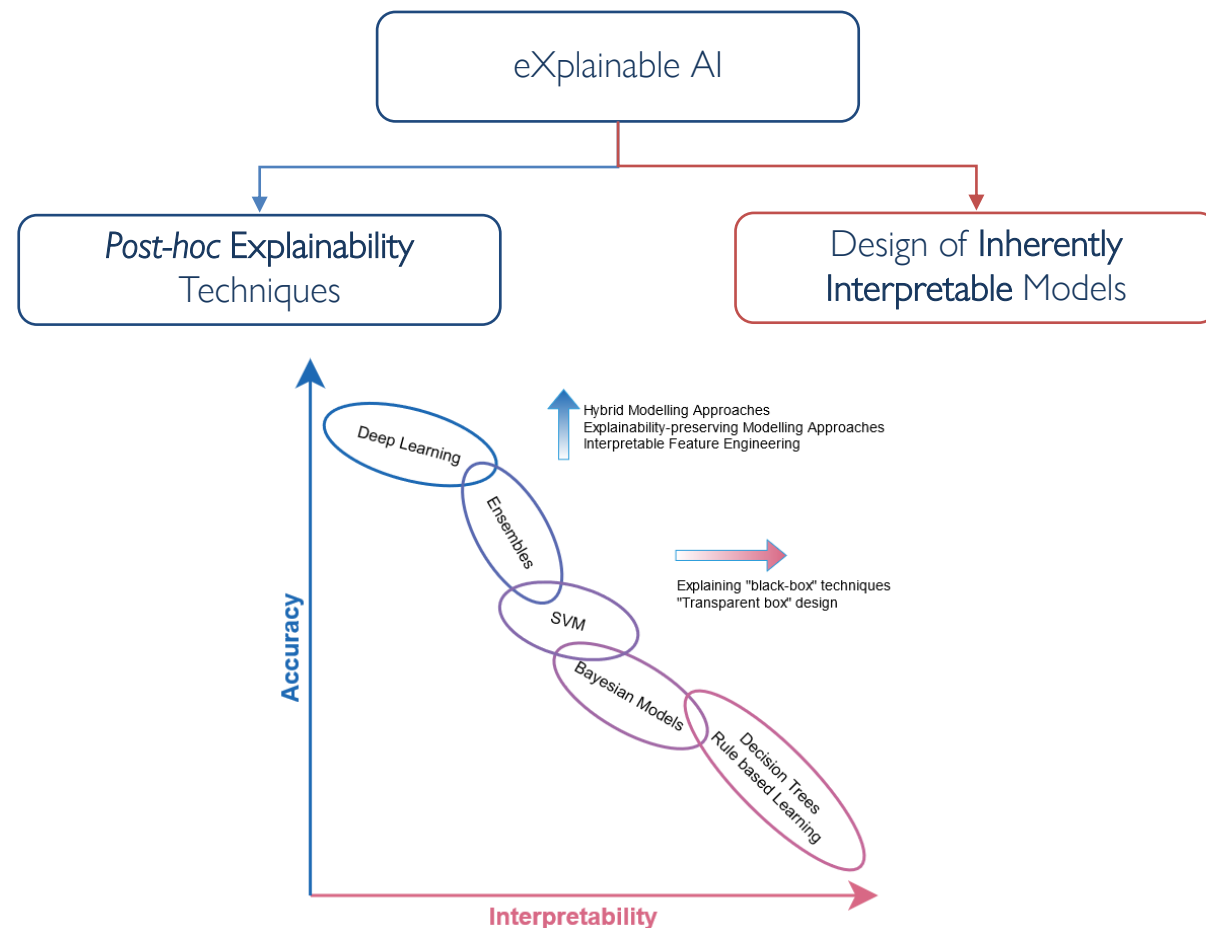 eXplainable AI
Post-hoc Explainability
Techniques
Design of Inherently
Interpretable Models
Hybrid Modelling Approaches
Explainability-preserving Modelling Approaches
Interpretable Feature Engineering
Deep Learning
Ensembles
Explaining "black-box" techniques
"Transparent box" design
SVM
Bayesian Models
Decision Trees
Rule based Learning
Accuracy
Interpretability